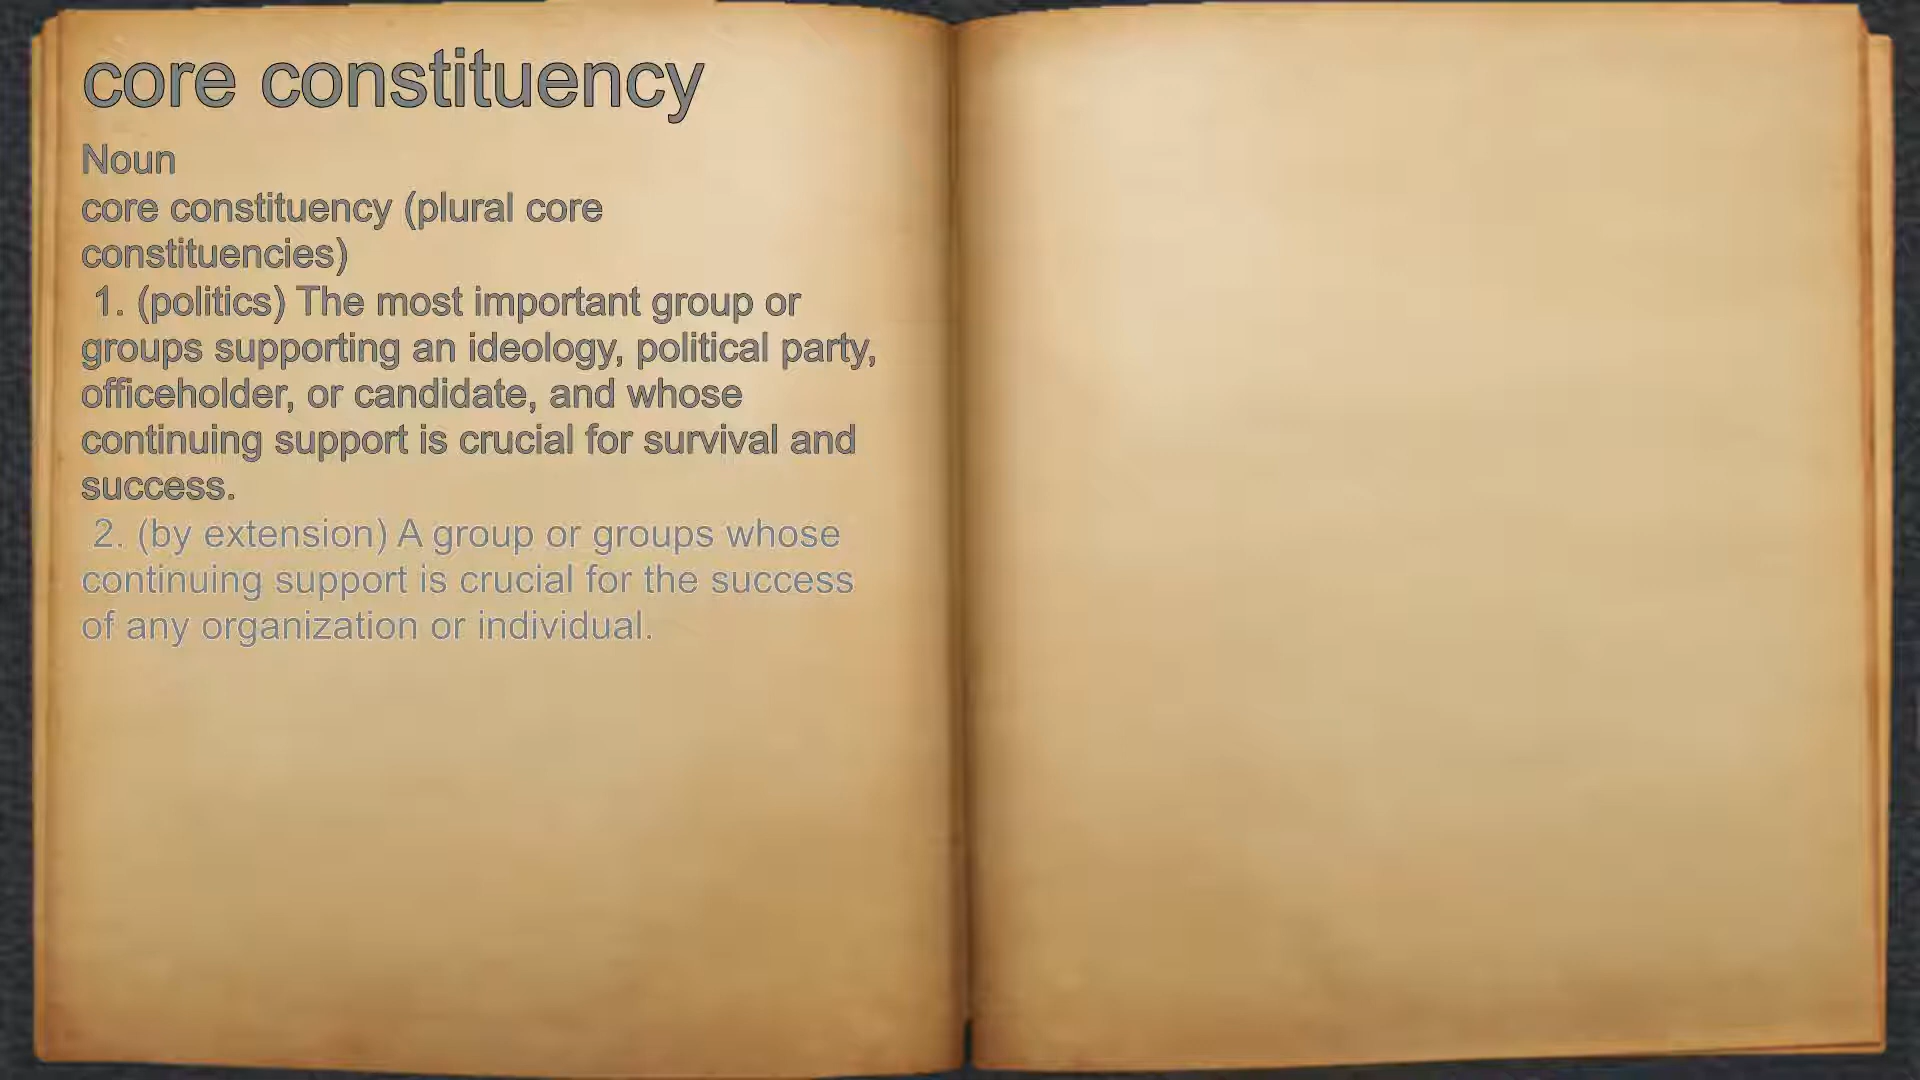 core constituency
Noun
core constituency (plural core
constituencies)
1. (politics) The most important group or
groups supporting an ideology, political party,
officeholder, or candidate, and whose
continuing support is crucial for survival and
success.
2. (by extension) A group or groups whose
continuing support is crucial for the success
of any organization or individual.